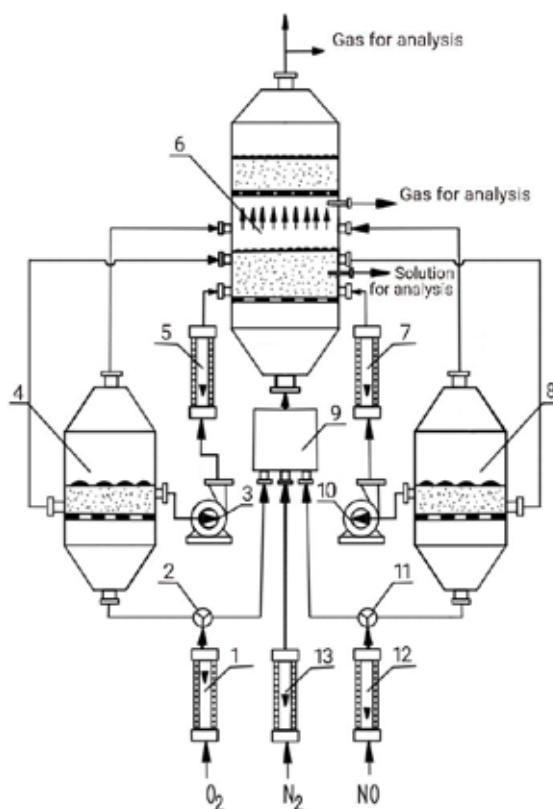 Gas for analysis
6
Gas for analysis
Solution
for analysis
5
7
4
8
9
3
10
2
11
1
13
12
O₂
N₂
NO